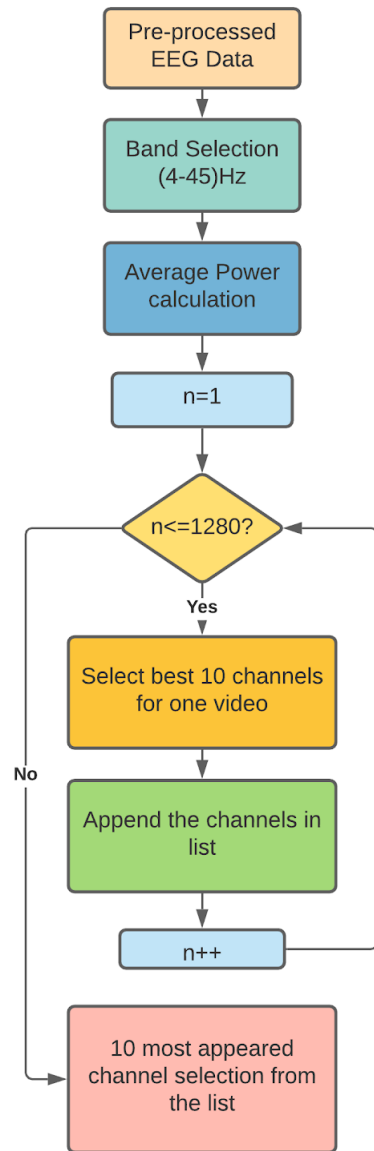 Pre-processed
EEG Data
Band Selection
(4-45)Hz
Average Power
calculation
n=1
n<=1280?
Yes
Select best 10 channels
for one video
No
Append the channels in
list
n++
10 most appeared
channel selection from
the list